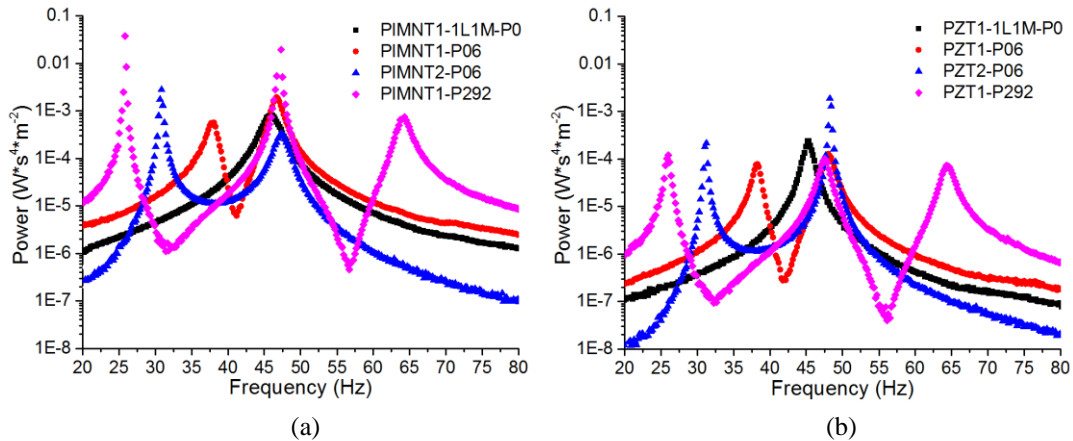 0.1
0.01
1E-3
1E-4
1E-5
1E-6
1E-7
1E-8
Power (W*s⁴*m⁻²)
20 25 30 35 40 45 50 55 60 65 70 75 80
Frequency (Hz)
PIMNT1-1L1M-P0
PIMNT1-P06
PIMNT2-P06
PIMNT1-P292
(a)
0.1
0.01
1E-3
1E-4
1E-5
1E-6
1E-7
1E-8
Power (W*s⁴*m⁻²)
20 25 30 35 40 45 50 55 60 65 70 75 80
Frequency (Hz)
PZT1-1L1M-P0
PZT1-P06
PZT2-P06
PZT1-P292
(b)